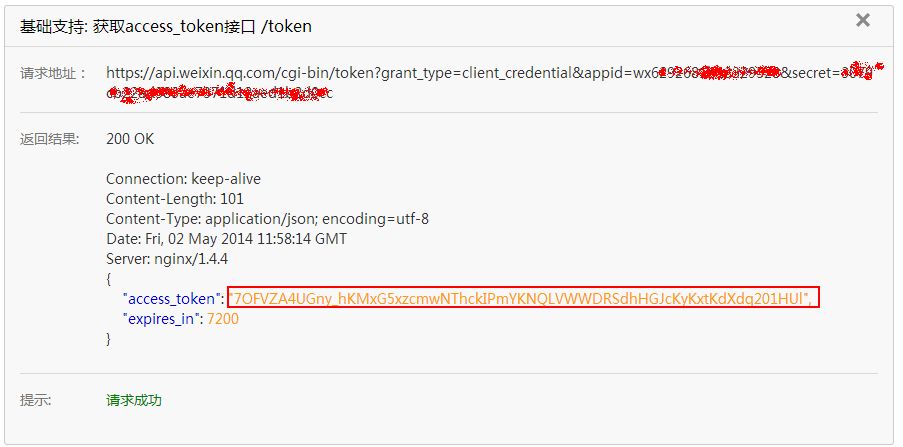 基础支持: 获取access_token接口 /token
请求地址： https://api.weixin.qq.com/cgi-bin/token?grant_type=client_credential&appid=wx &secret=
返回结果: 200 OK
Connection: keep-alive
Content-Length: 101
Content-Type: application/json; encoding=utf-8
Date: Fri, 02 May 2014 11:58:14 GMT
Server: nginx/1.4.4
{
"access_token": "7OFVZA4UGny_hKMxG5xzcmwNThckIPmYKNQLVWWDRSdhHGJcKyKxtKdXdq201HUl",
"expires_in": 7200
}
提示: 请求成功